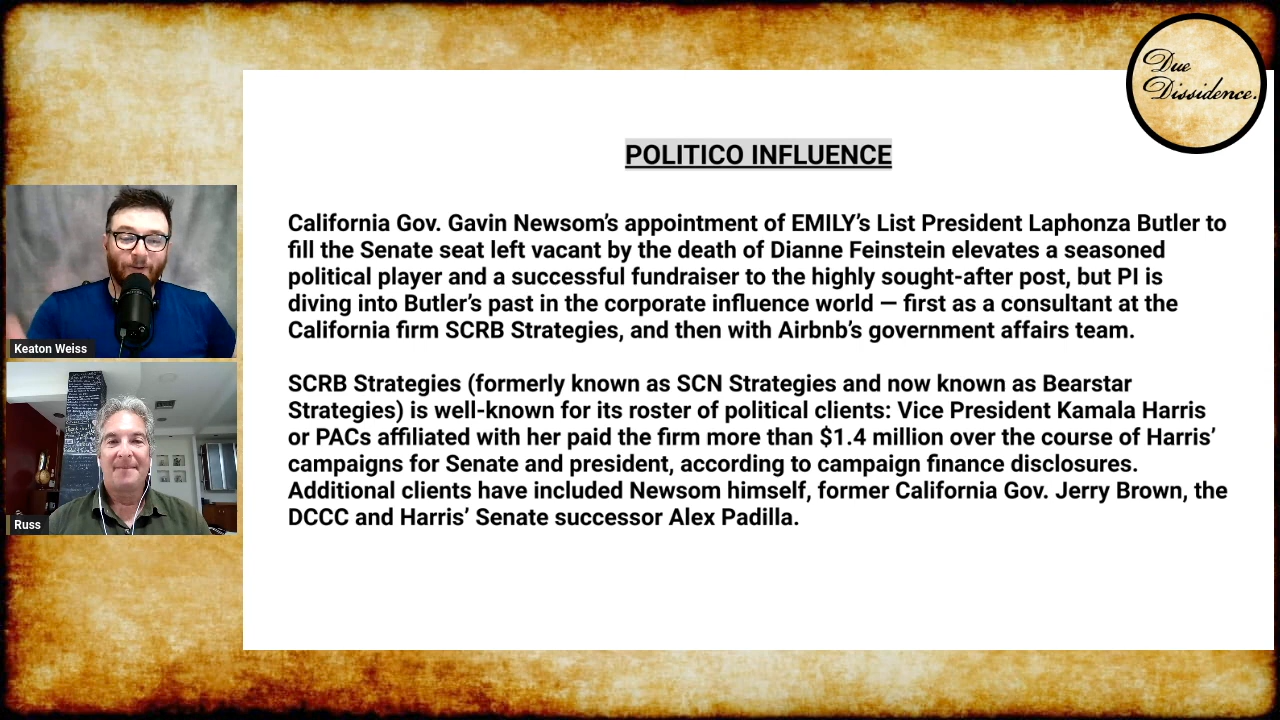 Due
Dissidence.
POLITICO INFLUENCE
California Gov. Gavin Newsom’s appointment of EMILY’s List President Laphonza Butler to
fill the Senate seat left vacant by the death of Dianne Feinstein elevates a seasoned
political player and a successful fundraiser to the highly sought-after post, but PI is
diving into Butler’s past in the corporate influence world — first as a consultant at the
California firm SCRB Strategies, and then with Airbnb’s government affairs team.
SCRB Strategies (formerly known as SCN Strategies and now known as Bearstar
Strategies) is well-known for its roster of political clients: Vice President Kamala Harris
or PACs affiliated with her paid the firm more than $1.4 million over the course of Harris’
campaigns for Senate and president, according to campaign finance disclosures.
Additional clients have included Newsom himself, former California Gov. Jerry Brown, the
DCCC and Harris’ Senate successor Alex Padilla.
Keaton Weiss
Russ